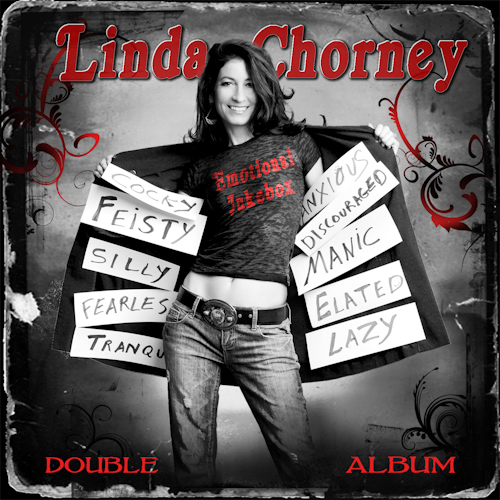 Linda Chorney
Emotional
Jukebox
COCKY
FEISTY
SILLY
FEARLES
TRANQU
ANXIOUS
DISCOURAGED
MANIC
ELATED
LAZY
DOUBLE ALBUM